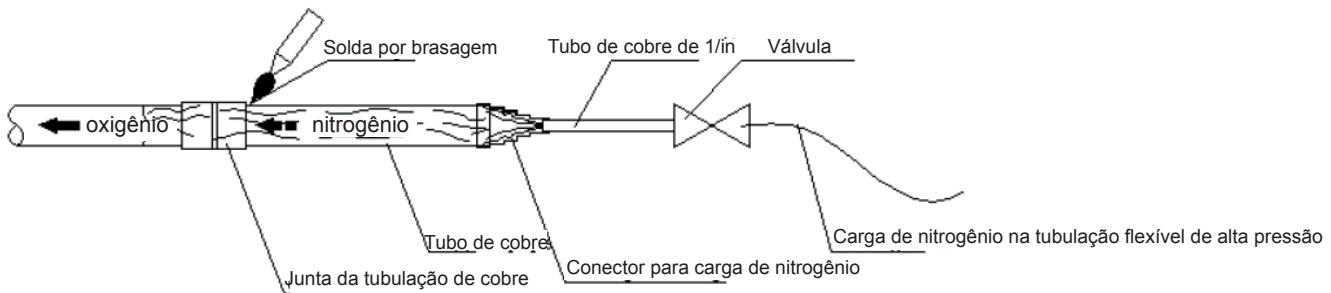 Solda por brasagem
Tubo de cobre de 1/in
Válvula
oxigênio
nitrogênio
Tubo de cobre
Carga de nitrogênio na tubulação flexível de alta pressão
Junta da tubulação de cobre
Conector para carga de nitrogênio